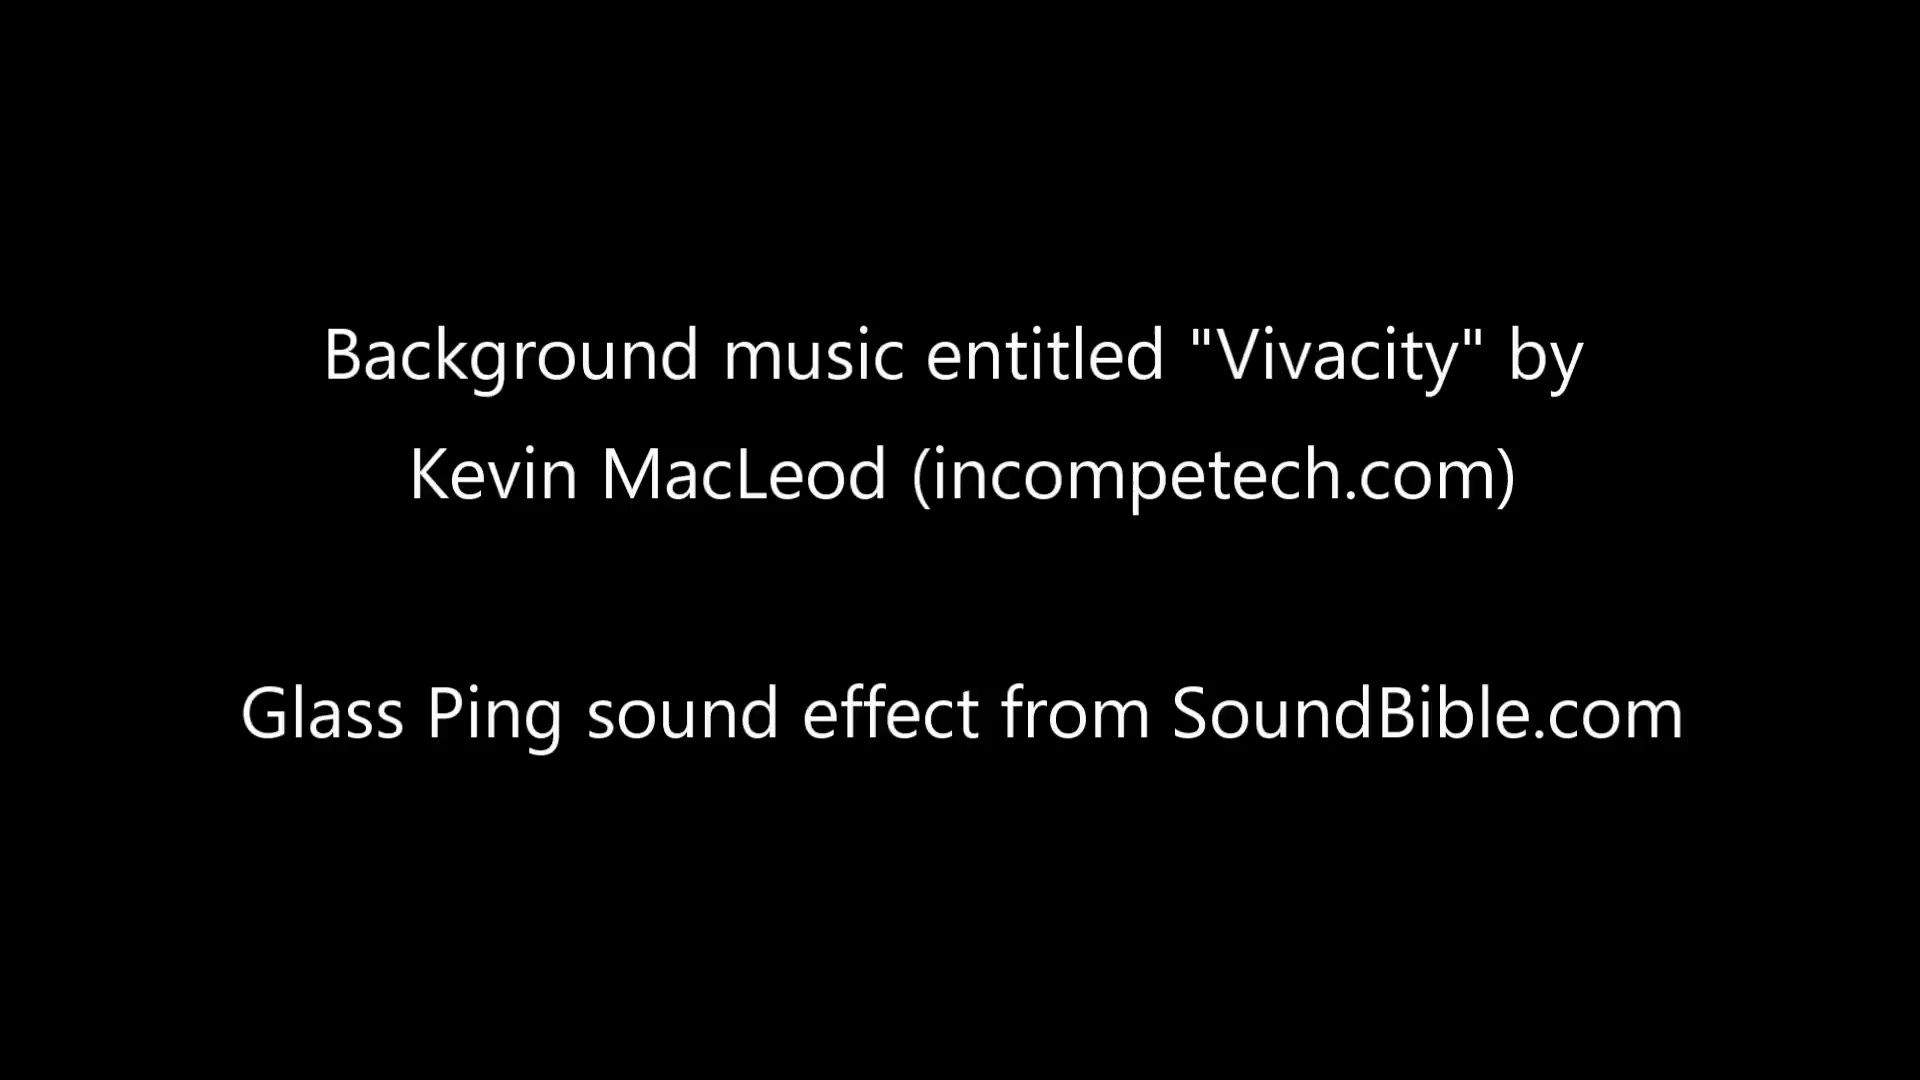 Background music entitled "Vivacity" by
Kevin MacLeod (incompetech.com)
Glass Ping sound effect from SoundBible.com